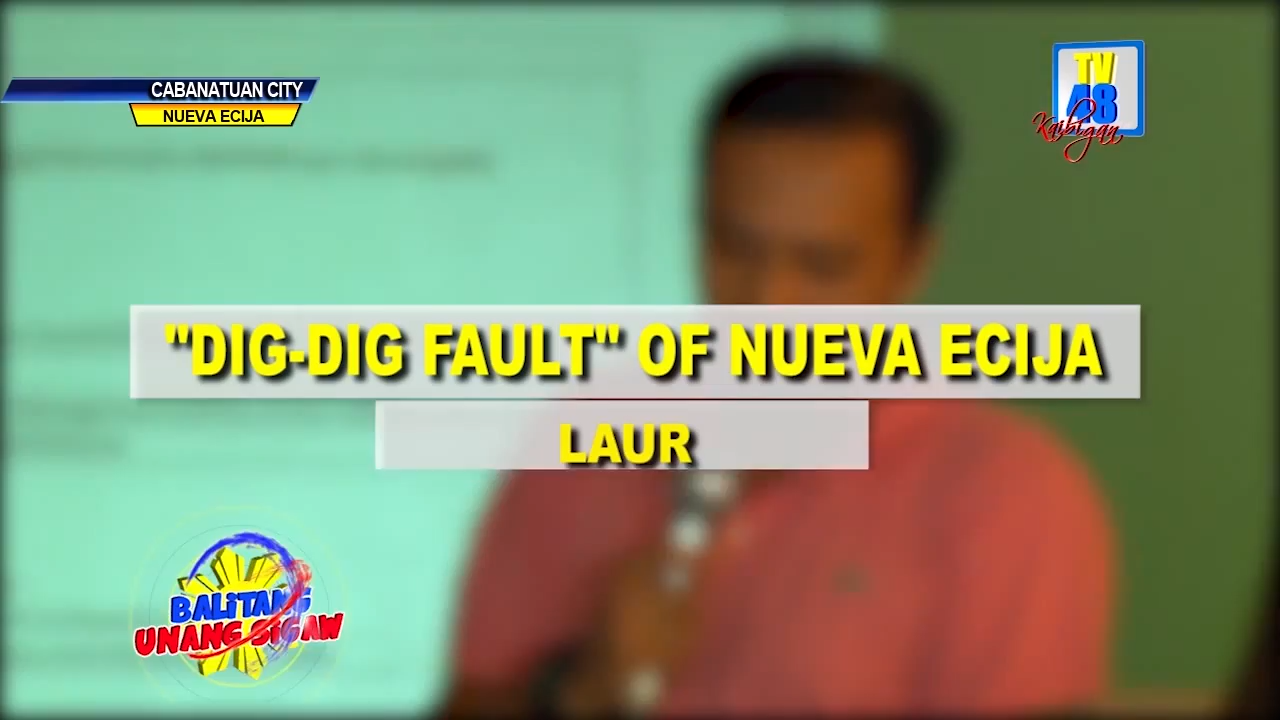 CABANATUAN CITY
NUEVA ECIJA
TV
48
Kaibigan
"DIG-DIG FAULT" OF NUEVA ECIJA
LAUR
BALITANG
UNANG SIGAW